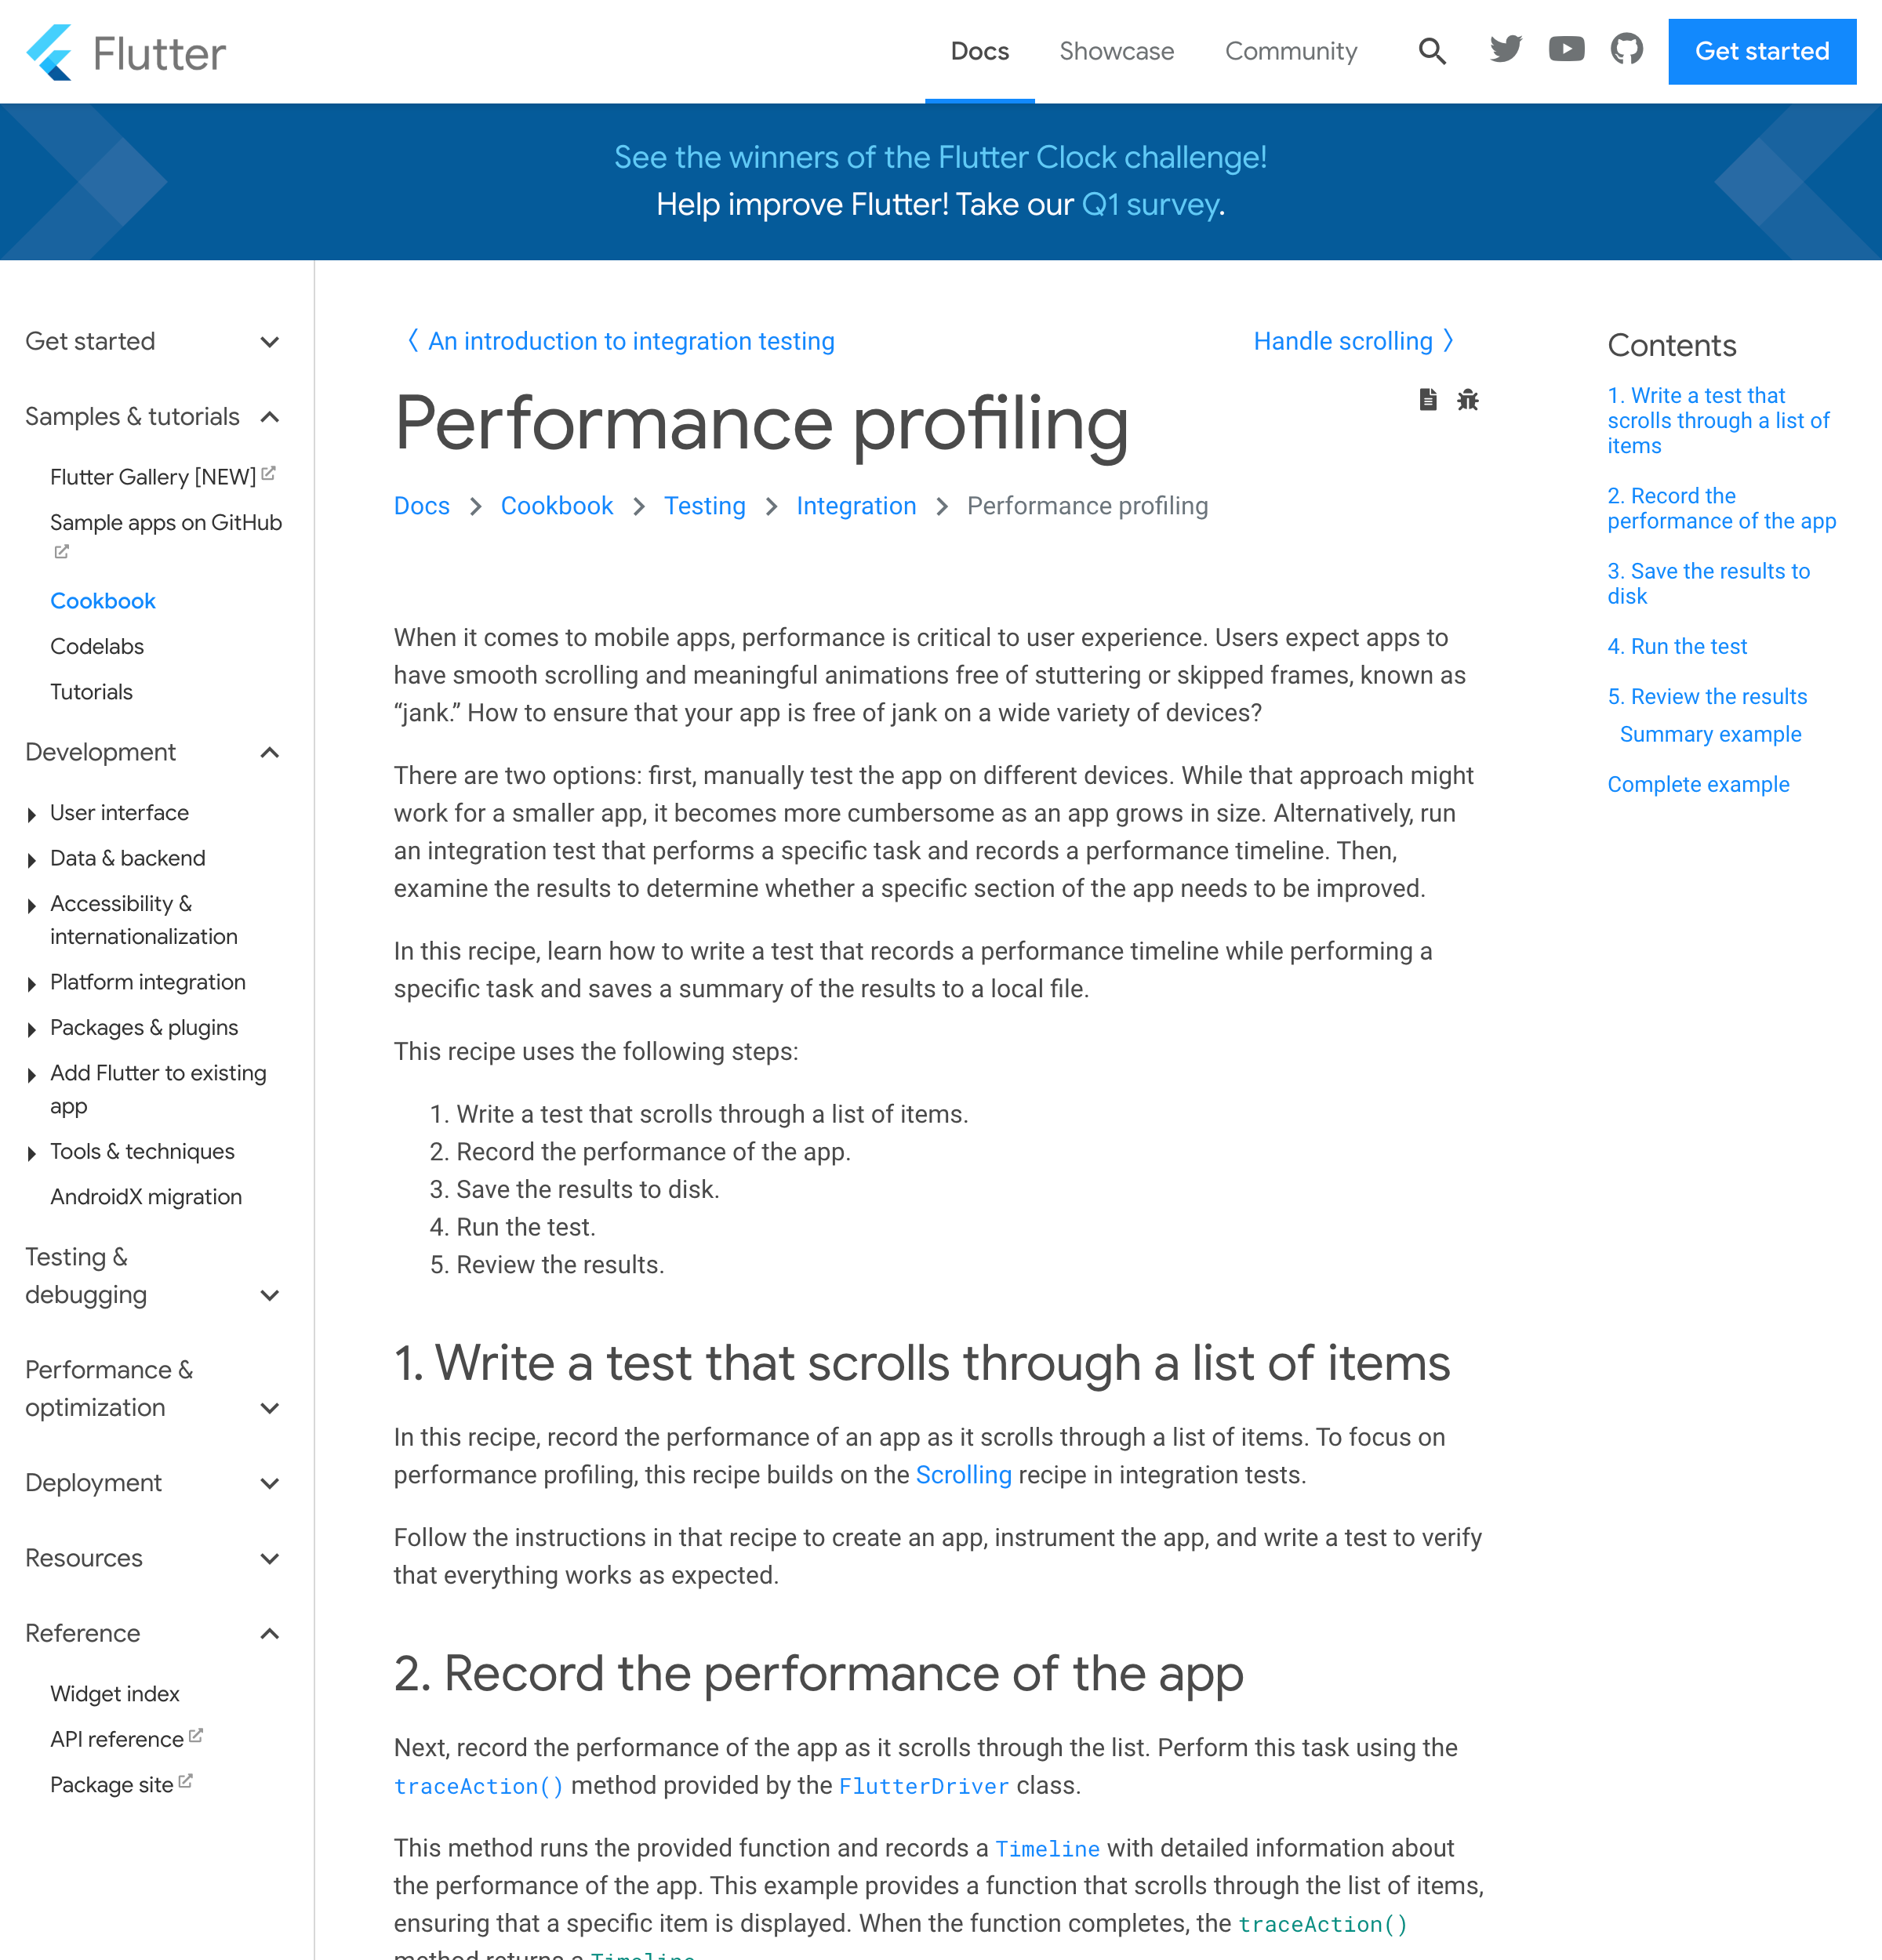 Flutter
Docs
Showcase
Community
Get started
See the winners of the Flutter Clock challenge!
Help improve Flutter! Take our Q1 survey.
Get started
Samples & tutorials
Flutter Gallery [NEW]
Sample apps on GitHub
Cookbook
Codelabs
Tutorials
Development
User interface
Data & backend
Accessibility &
internationalization
Platform integration
Packages & plugins
Add Flutter to existing
app
Tools & techniques
AndroidX migration
Testing &
debugging
Performance &
optimization
Deployment
Resources
Reference
Widget index
API reference
Package site
〈 An introduction to integration testing
Handle scrolling 〉
Performance profiling
Docs > Cookbook > Testing > Integration > Performance profiling
When it comes to mobile apps, performance is critical to user experience. Users expect apps to
have smooth scrolling and meaningful animations free of stuttering or skipped frames, known as
“jank.” How to ensure that your app is free of jank on a wide variety of devices?
There are two options: first, manually test the app on different devices. While that approach might
work for a smaller app, it becomes more cumbersome as an app grows in size. Alternatively, run
an integration test that performs a specific task and records a performance timeline. Then,
examine the results to determine whether a specific section of the app needs to be improved.
In this recipe, learn how to write a test that records a performance timeline while performing a
specific task and saves a summary of the results to a local file.
This recipe uses the following steps:
1. Write a test that scrolls through a list of items.
2. Record the performance of the app.
3. Save the results to disk.
4. Run the test.
5. Review the results.
1. Write a test that scrolls through a list of items
In this recipe, record the performance of an app as it scrolls through a list of items. To focus on
performance profiling, this recipe builds on the Scrolling recipe in integration tests.
Follow the instructions in that recipe to create an app, instrument the app, and write a test to verify
that everything works as expected.
2. Record the performance of the app
Next, record the performance of the app as it scrolls through the list. Perform this task using the
traceAction() method provided by the FlutterDriver class.
This method runs the provided function and records a Timeline with detailed information about
the performance of the app. This example provides a function that scrolls through the list of items,
ensuring that a specific item is displayed. When the function completes, the traceAction()
method returns a Timeline
Contents
1. Write a test that
scrolls through a list of
items
2. Record the
performance of the app
3. Save the results to
disk
4. Run the test
5. Review the results
Summary example
Complete example